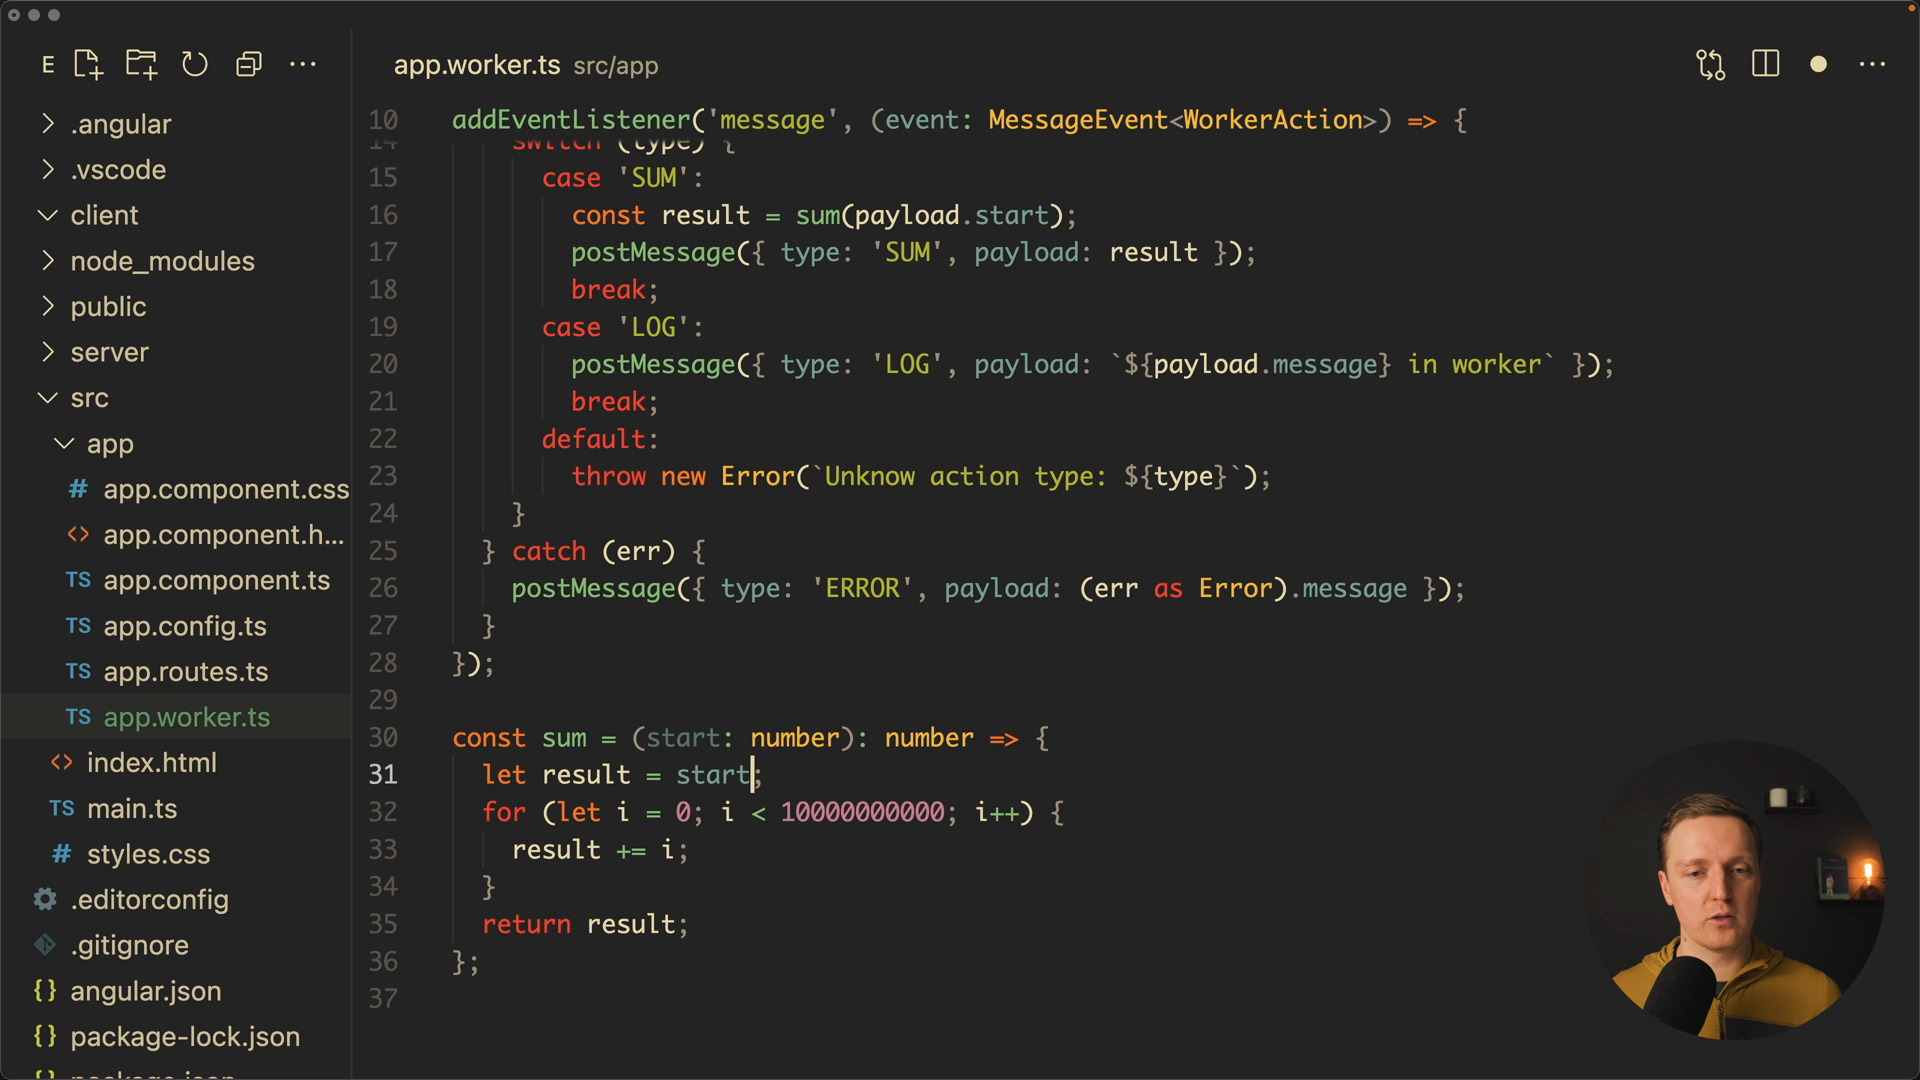 E
app.worker.ts src/app
.angular
.vscode
client
node_modules
public
server
src
app
# app.component.css
<> app.component.h...
TS app.component.ts
TS app.config.ts
TS app.routes.ts
TS app.worker.ts
<> index.html
TS main.ts
# styles.css
.editorconfig
.gitignore
{} angular.json
{} package-lock.json
{} package.json
10 addEventListener('message', (event: MessageEvent<WorkerAction>) => {
14 switch (type) {
15 case 'SUM':
16 const result = sum(payload.start);
17 postMessage({ type: 'SUM', payload: result });
18 break;
19 case 'LOG':
20 postMessage({ type: 'LOG', payload: `${payload.message} in worker` });
21 break;
22 default:
23 throw new Error(`Unknow action type: ${type}`);
24 }
25 } catch (err) {
26 postMessage({ type: 'ERROR', payload: (err as Error).message });
27 }
28 });
29
30 const sum = (start: number): number => {
31 let result = start;
32 for (let i = 0; i < 10000000000; i++) {
33 result += i;
34 }
35 return result;
36 };
37